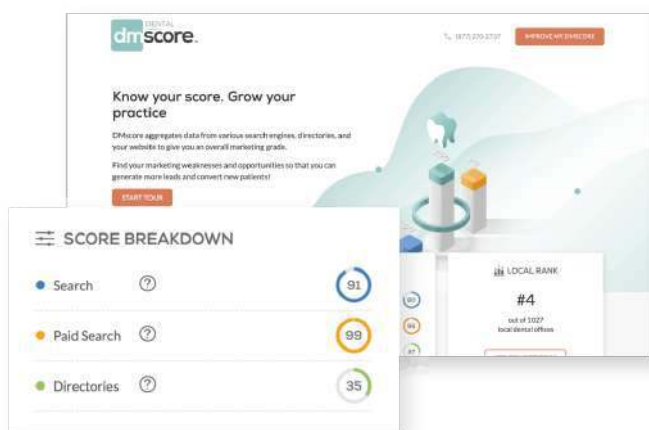 DENTAL
dmscore.
(877) 270-2737
IMPROVE MY DMSCORE
Know your score. Grow your
practice
DMscore aggregates data from various search engines, directories, and
your website to give you an overall marketing grade.
Find your marketing weaknesses and opportunities so that you can
generate more leads and convert new patients!
START TOUR
SCORE BREAKDOWN
Search ? 91
Paid Search ? 99
Directories ? 35
LOCAL RANK
#4
out of 1027
local dental offices